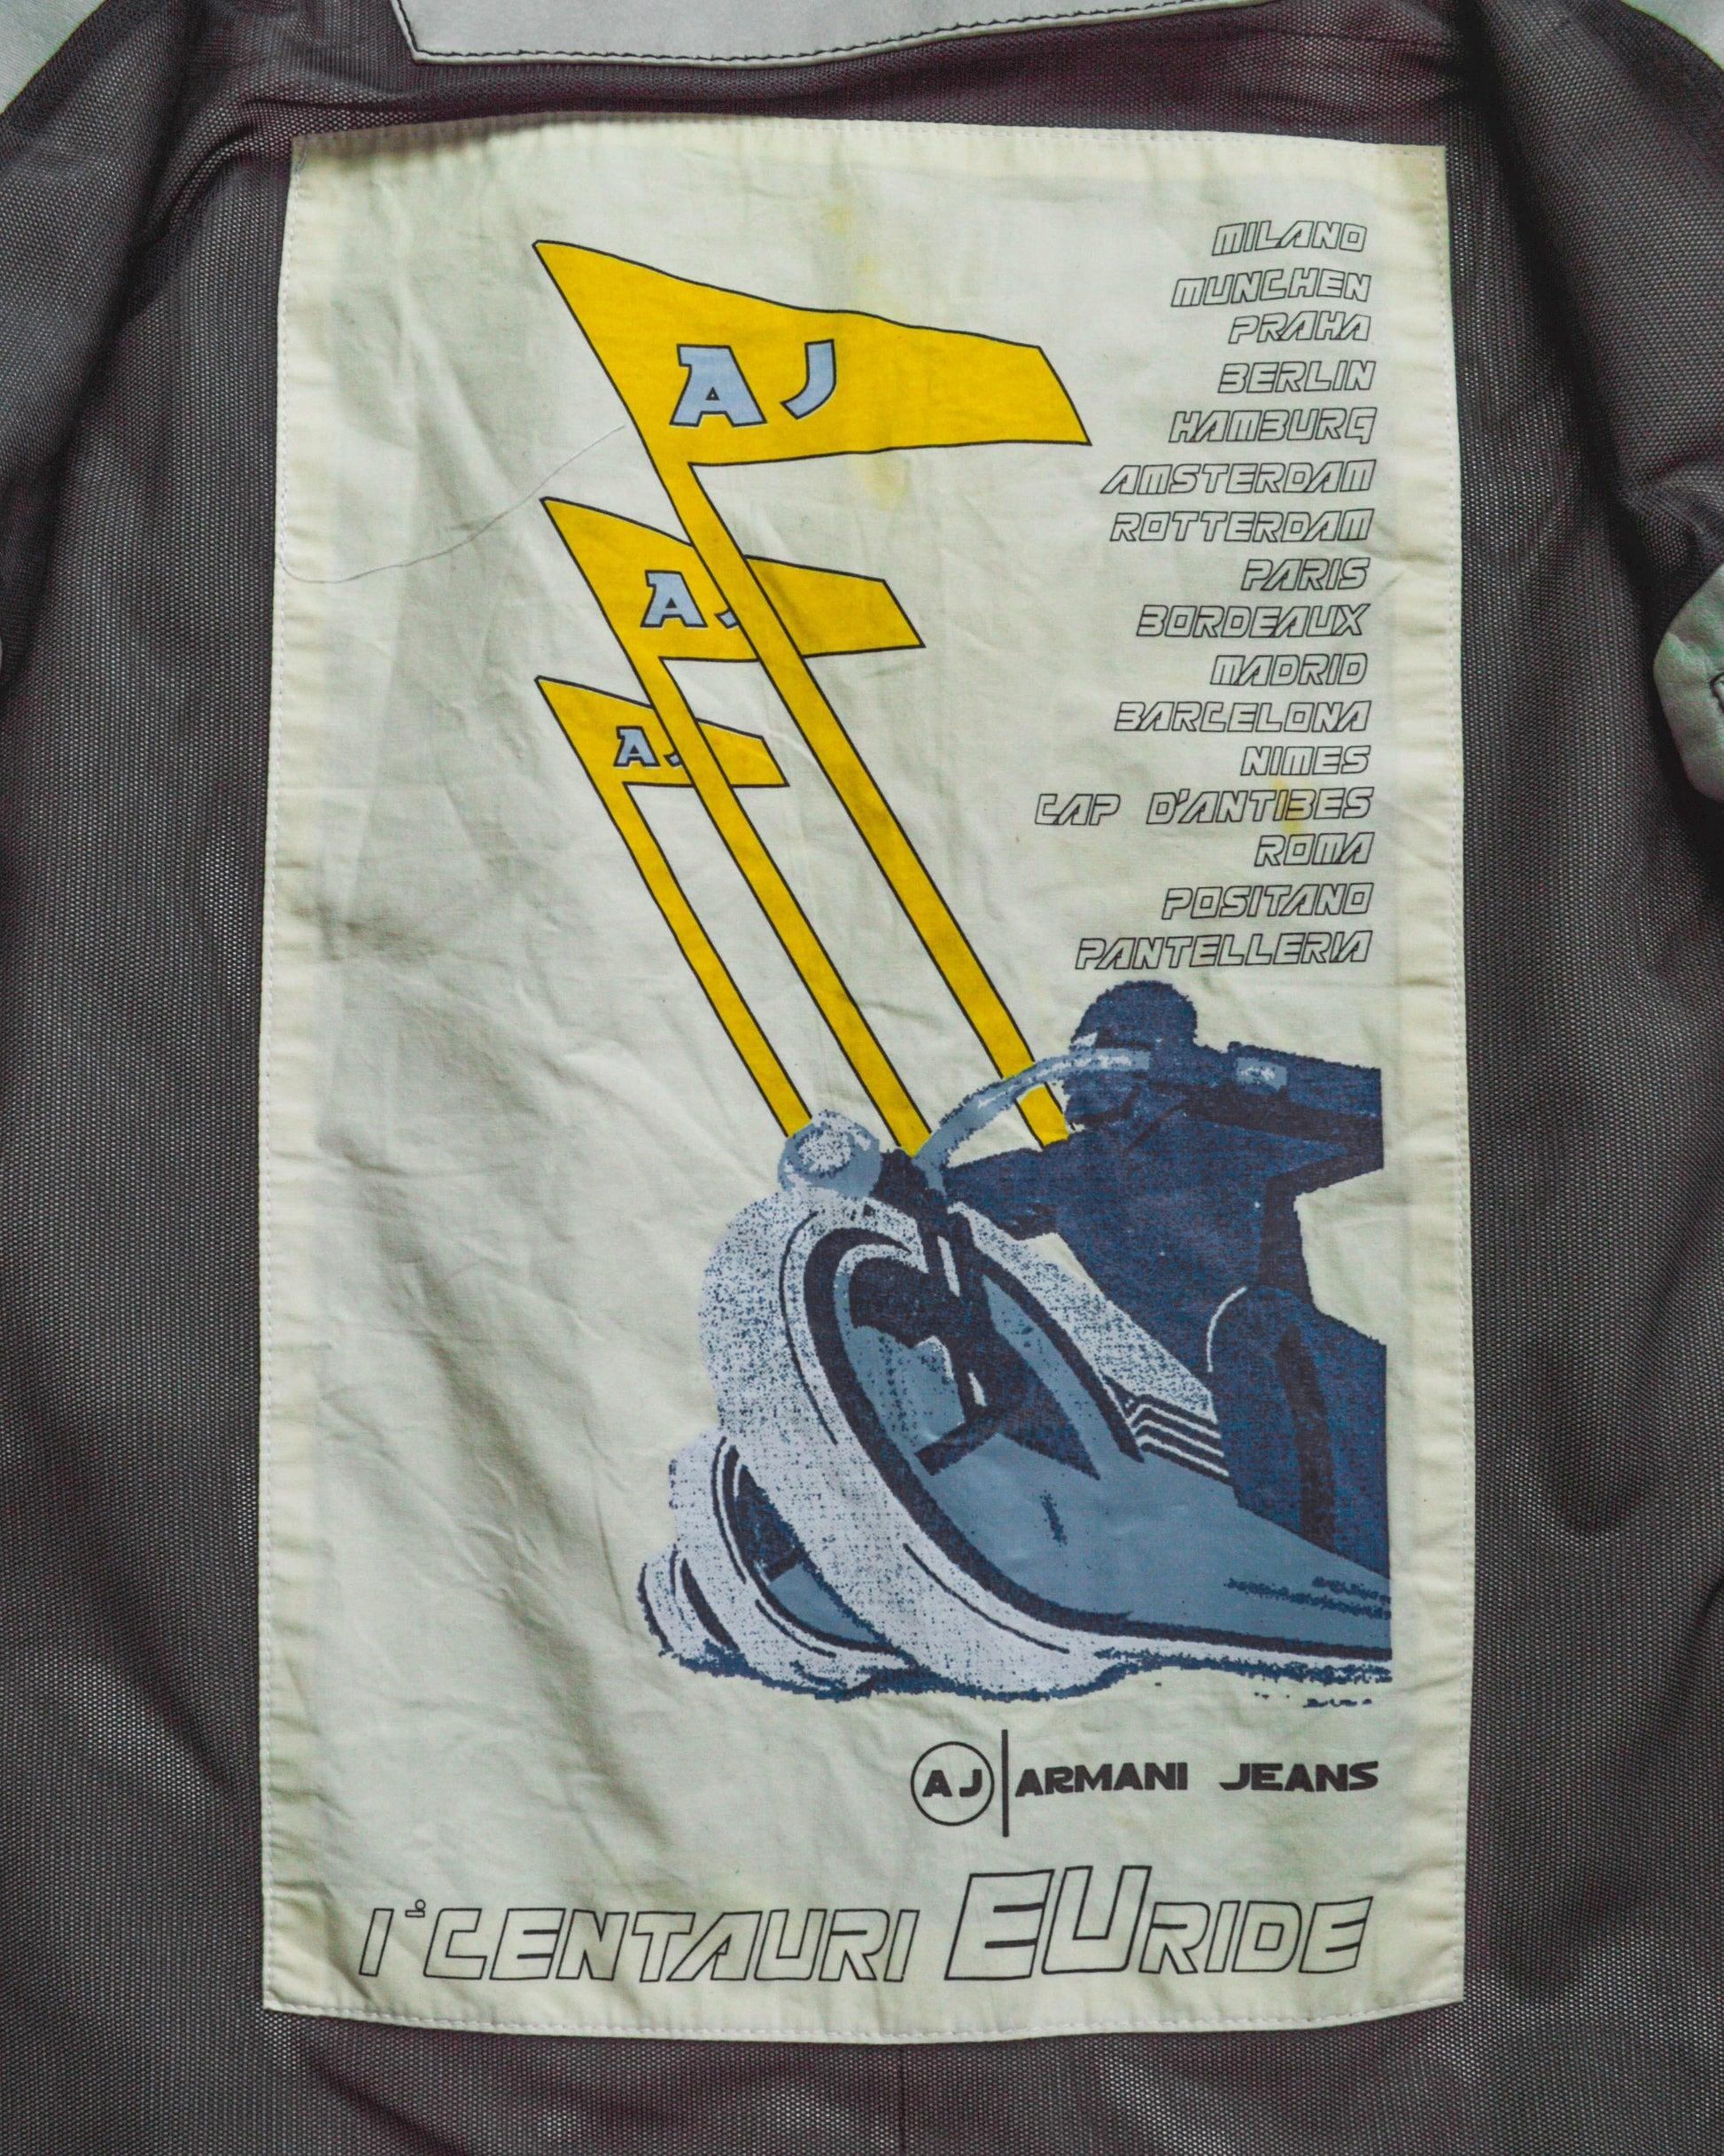 MILANO
MUNCHEN
PRAHA
BERLIN
HAMBURG
AMSTERDAM
ROTTERDAM
PARIS
BORDEAUX
MADRID
BARCELONA
NIMES
CAP D'ANTIBES
ROMA
POSITANO
PANTELLERIA
AJ
AJ
AJ
AJ ARMANI JEANS
1° CENTAURI EURIDE